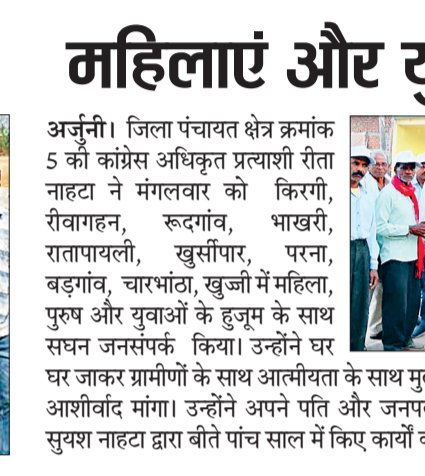 महिलाएं और
अर्जुनी। जिला पंचायत क्षेत्र क्रमांक
5 की कांग्रेस अधिकृत प्रत्याशी रीता
नाहटा ने मंगलवार को किरगी,
रीवागहन, रूदगांव, भाखरी,
रातापायली, खुर्सीपार, परना,
बड़गांव, चारभांठा, खुज्जी में महिला,
पुरुष और युवाओं के हुजूम के साथ
सघन जनसंपर्क किया। उन्होंने घर
घर जाकर ग्रामीणों के साथ आत्मीयता के साथ
आशीर्वाद मांगा। उन्होंने अपने पति और
सुयश नाहटा द्वारा बीते पांच साल में किए कार्यों